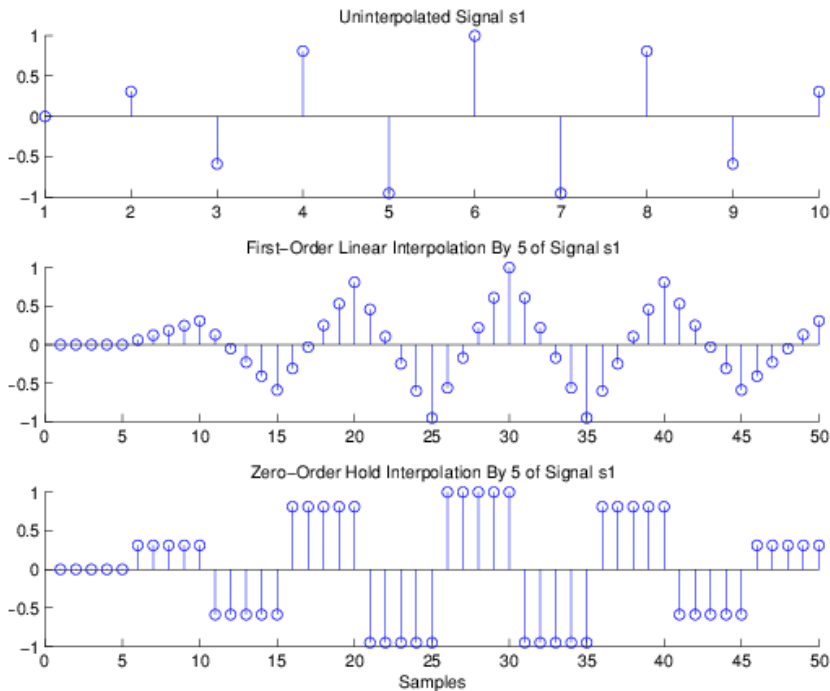 Uninterpolated Signal s1
1
0.5
0
−0.5
−1
1 2 3 4 5 6 7 8 9 10
First−Order Linear Interpolation By 5 of Signal s1
1
0.5
0
−0.5
−1
0 5 10 15 20 25 30 35 40 45 50
Zero−Order Hold Interpolation By 5 of Signal s1
1
0.5
0
−0.5
−1
0 5 10 15 20 25 30 35 40 45 50
Samples